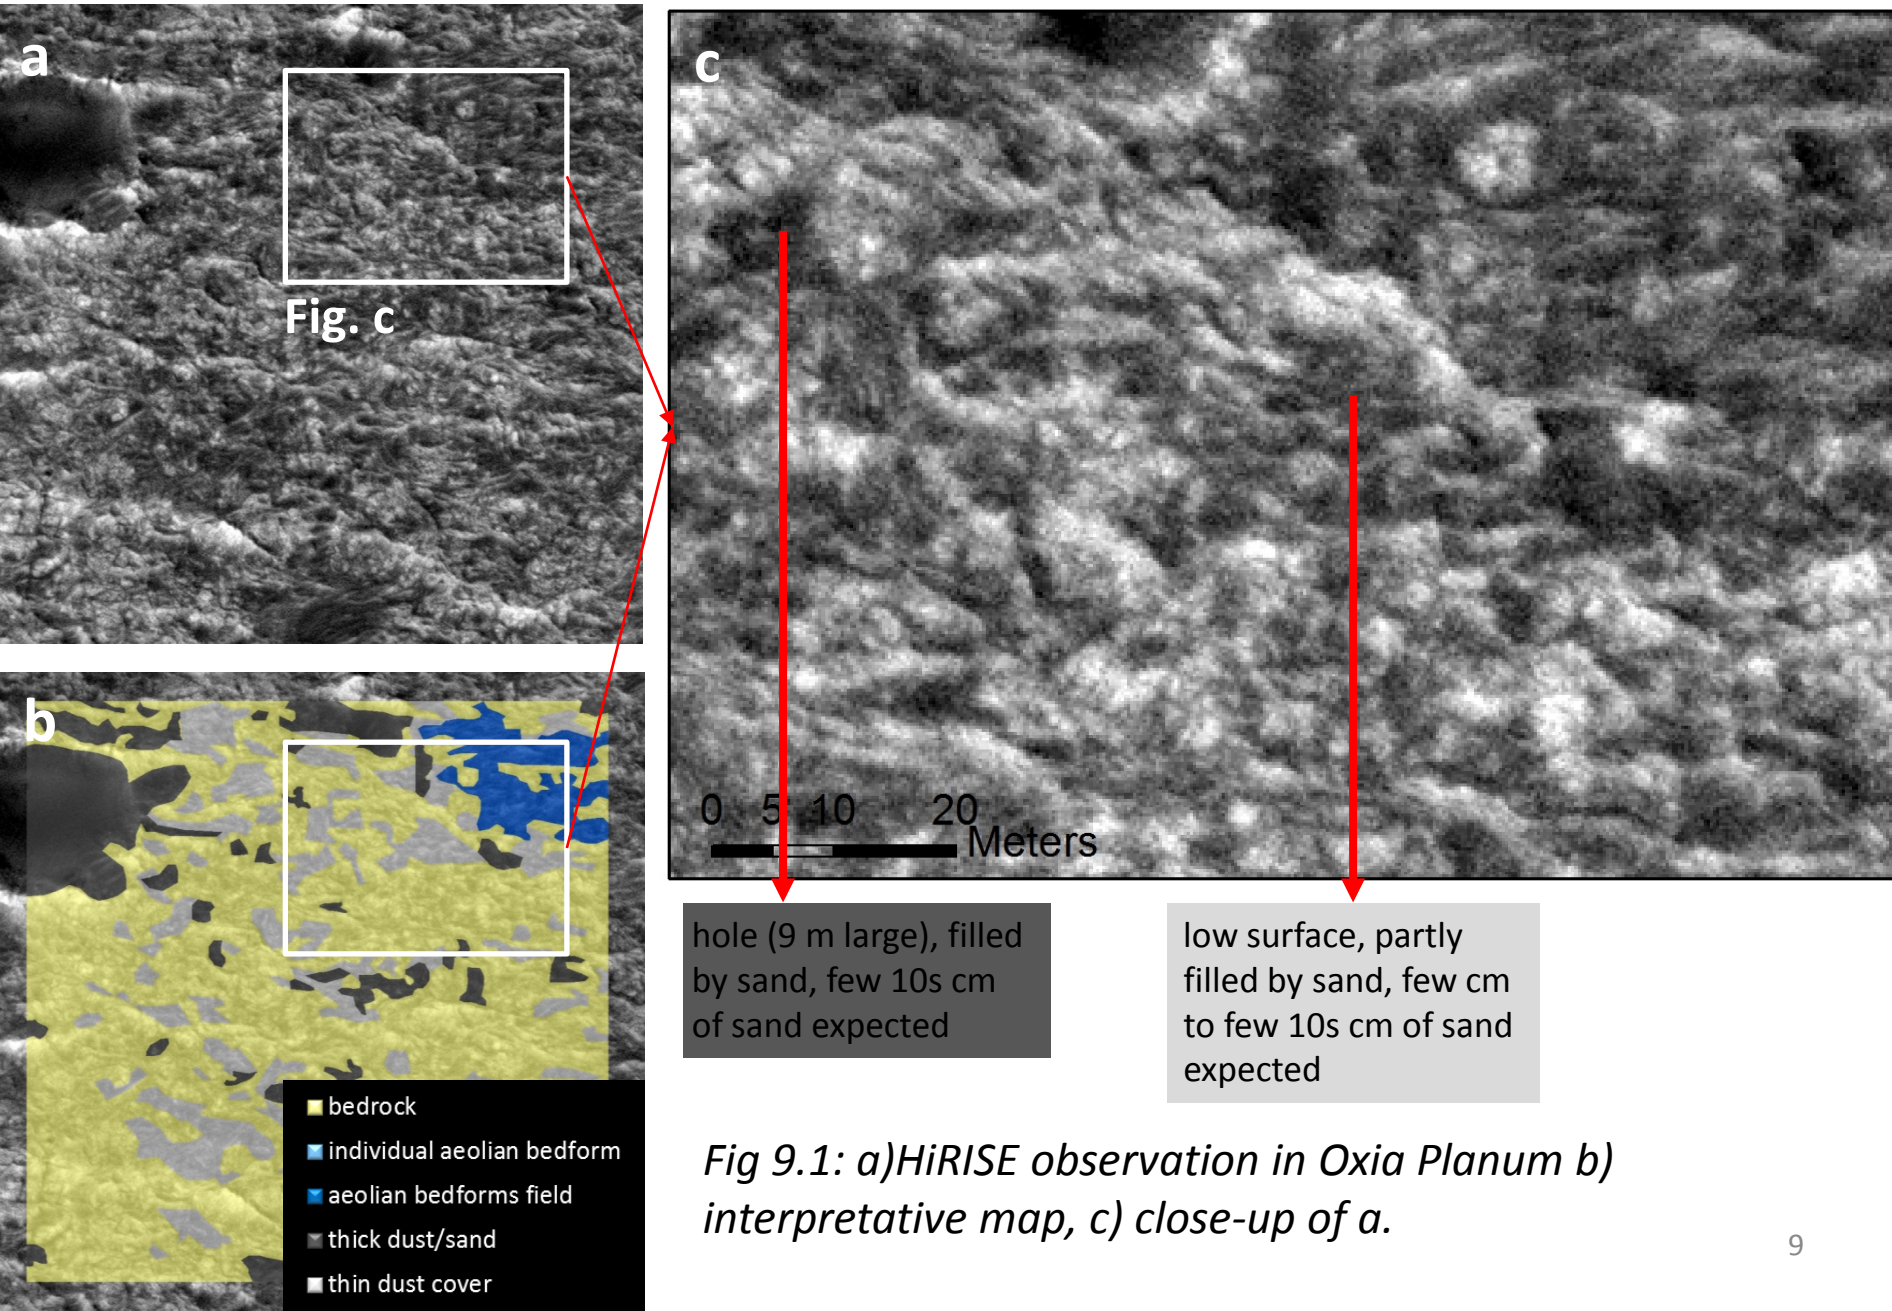 a
Fig. c
b
bedrock
individual aeolian bedform
aeolian bedforms field
thick dust/sand
thin dust cover
c
0 5 10 20
Meters
hole (9 m large), filled
by sand, few 10s cm
of sand expected
low surface, partly
filled by sand, few cm
to few 10s cm of sand
expected
Fig 9.1: a)HiRISE observation in Oxia Planum b)
interpretative map, c) close-up of a.
9